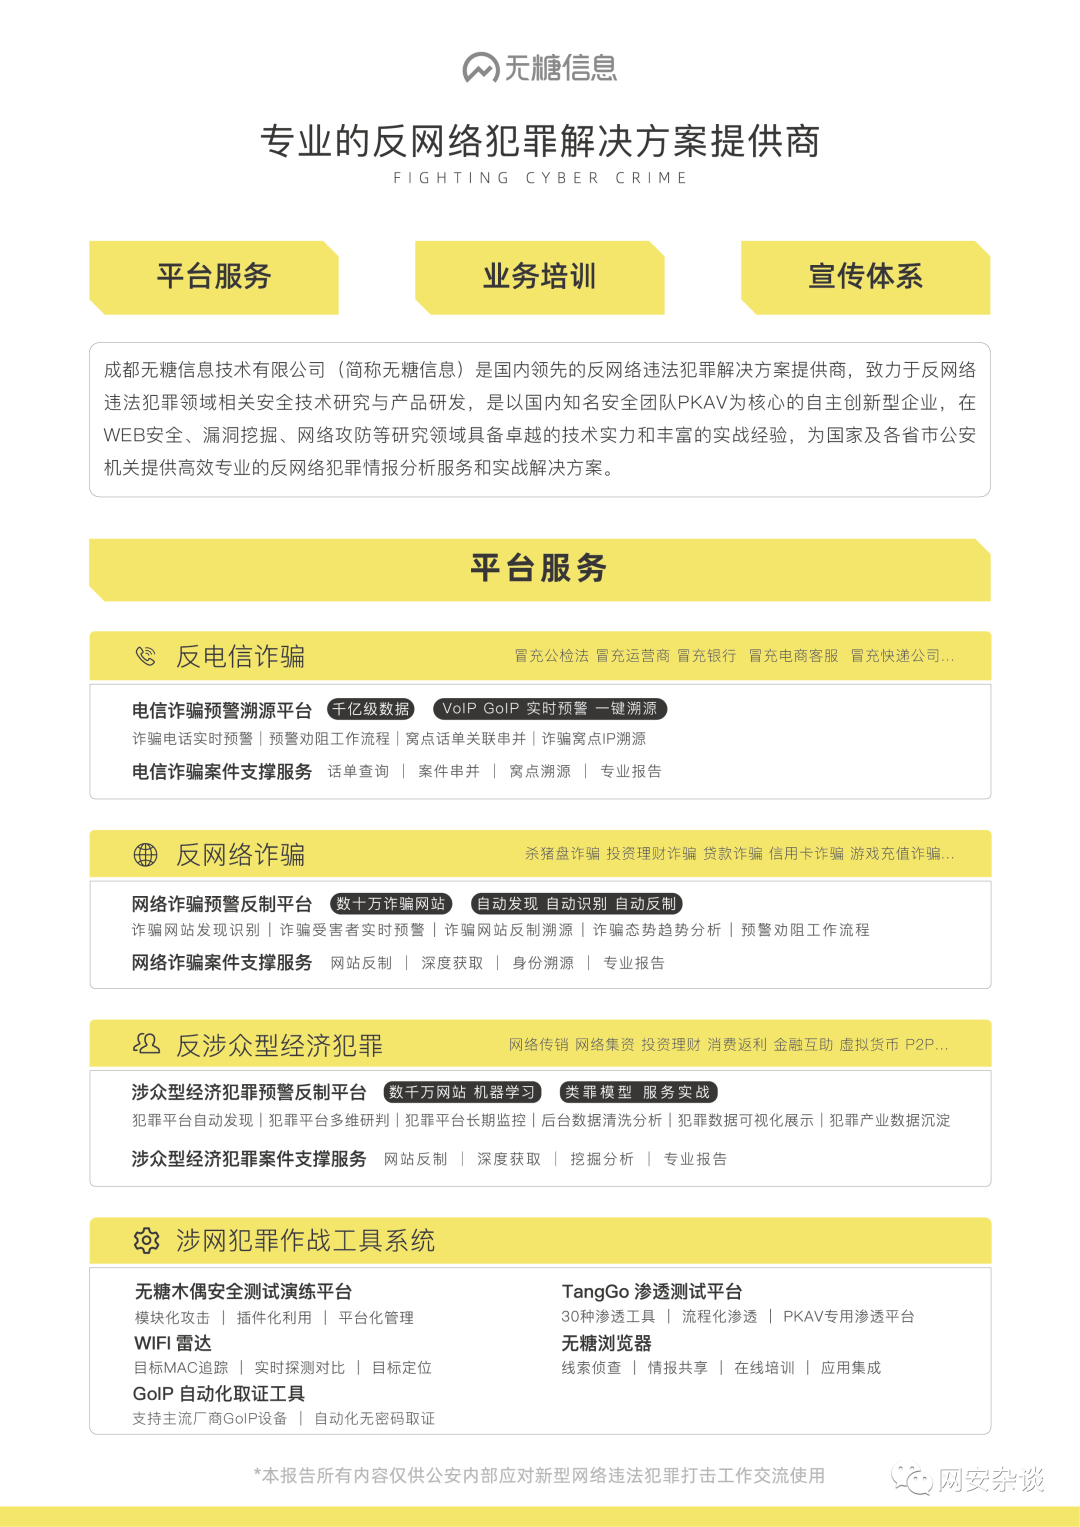 无糖信息
专业的反网络犯罪解决方案提供商
FIGHTING CYBER CRIME
平台服务 业务培训 宣传体系
成都无糖信息技术有限公司（简称无糖信息）是国内领先的反网络违法犯罪解决方案提供商，致力于反网络
违法犯罪领域相关安全技术研究与产品研发，是以国内知名安全团队PKAV为核心的自主创新型企业，在
WEB安全、漏洞挖掘、网络攻防等研究领域具备卓越的技术实力和丰富的实战经验，为国家及各省市公安
机关提供高效专业的反网络犯罪情报分析服务和实战解决方案。
平台服务
反电信诈骗 冒充公检法 冒充运营商 冒充银行 冒充电商客服 冒充快递公司...
电信诈骗预警溯源平台 千亿级数据 VoIP GoIP 实时预警 一键溯源
诈骗电话实时预警｜预警劝阻工作流程｜窝点话单关联串并｜诈骗窝点IP溯源
电信诈骗案件支撑服务 话单查询 ｜ 案件串并 ｜ 窝点溯源 ｜ 专业报告
反网络诈骗 杀猪盘诈骗 投资理财诈骗 贷款诈骗 信用卡诈骗 游戏充值诈骗...
网络诈骗预警反制平台 数十万诈骗网站 自动发现 自动识别 自动反制
诈骗网站发现识别｜诈骗受害者实时预警｜诈骗网站反制溯源｜诈骗态势趋势分析｜预警劝阻工作流程
网络诈骗案件支撑服务 网站反制 ｜ 深度获取 ｜ 身份溯源 ｜ 专业报告
反涉众型经济犯罪 网络传销 网络集资 投资理财 消费返利 金融互助 虚拟货币 P2P...
涉众型经济犯罪预警反制平台 数千万网站 机器学习 类罪模型 服务实战
犯罪平台自动发现｜犯罪平台多维研判｜犯罪平台长期监控｜后台数据清洗分析｜犯罪数据可视化展示｜犯罪产业数据沉淀
涉众型经济犯罪案件支撑服务 网站反制 ｜ 深度获取 ｜ 挖掘分析 ｜ 专业报告
涉网犯罪作战工具系统
无糖木偶安全测试演练平台
模块化攻击 ｜ 插件化利用 ｜ 平台化管理
WIFI 雷达
目标MAC追踪 ｜ 实时探测对比 ｜ 目标定位
GoIP 自动化取证工具
支持主流厂商GoIP设备 ｜ 自动化无密码取证
TangGo 渗透测试平台
30种渗透工具 ｜ 流程化渗透 ｜ PKAV专用渗透平台
无糖浏览器
线索侦查 ｜ 情报共享 ｜ 在线培训 ｜ 应用集成
*本报告所有内容仅供公安内部应对新型网络违法犯罪打击工作交流使用
网安杂谈